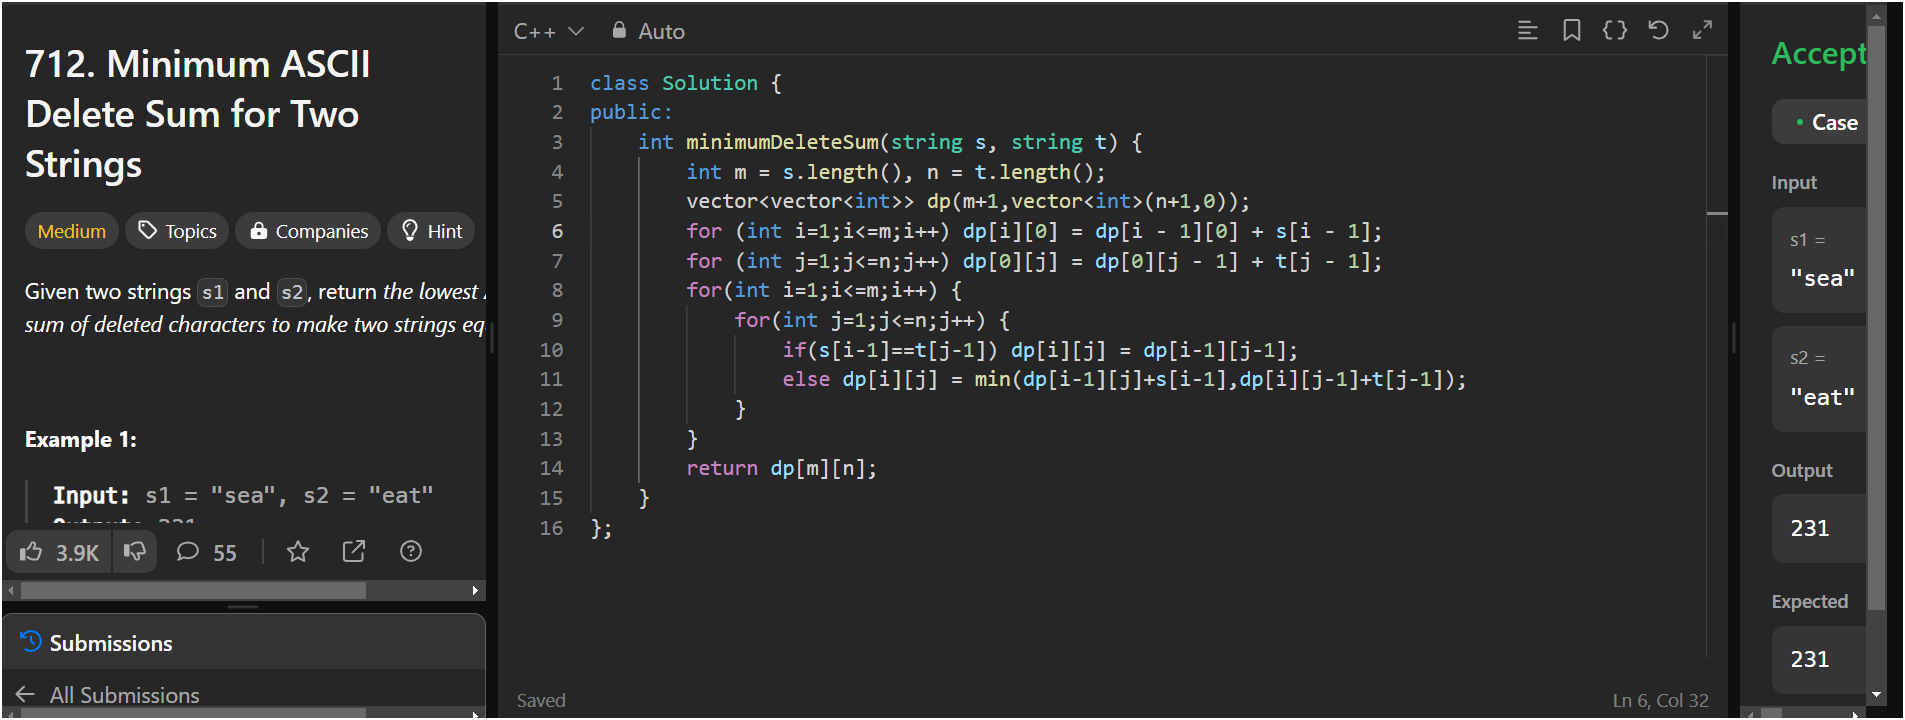 712. Minimum ASCII
Delete Sum for Two
Strings
Medium
Topics
Companies
Hint
Given two strings s1 and s2, return the lowest
sum of deleted characters to make two strings
Example 1:
Input: s1 = "sea", s2 = "eat"
3.9K
55
Submissions
All Submissions
C++
Auto
1 class Solution {
2 public:
3     int minimumDeleteSum(string s, string t) {
4         int m = s.length(), n = t.length();
5         vector<vector<int>> dp(m+1,vector<int>(n+1,0));
6         for (int i=1;i<=m;i++) dp[i][0] = dp[i - 1][0] + s[i - 1];
7         for (int j=1;j<=n;j++) dp[0][j] = dp[0][j - 1] + t[j - 1];
8         for(int i=1;i<=m;i++) {
9             for(int j=1;j<=n;j++) {
10                 if(s[i-1]==t[j-1]) dp[i][j] = dp[i-1][j-1];
11                 else dp[i][j] = min(dp[i-1][j]+s[i-1],dp[i][j-1]+t[j-1]);
12             }
13         }
14         return dp[m][n];
15     }
16 };
Saved
Ln 6, Col 32
Accept
• Case
Input
s1 =
"sea"
s2 =
"eat"
Output
231
Expected
231